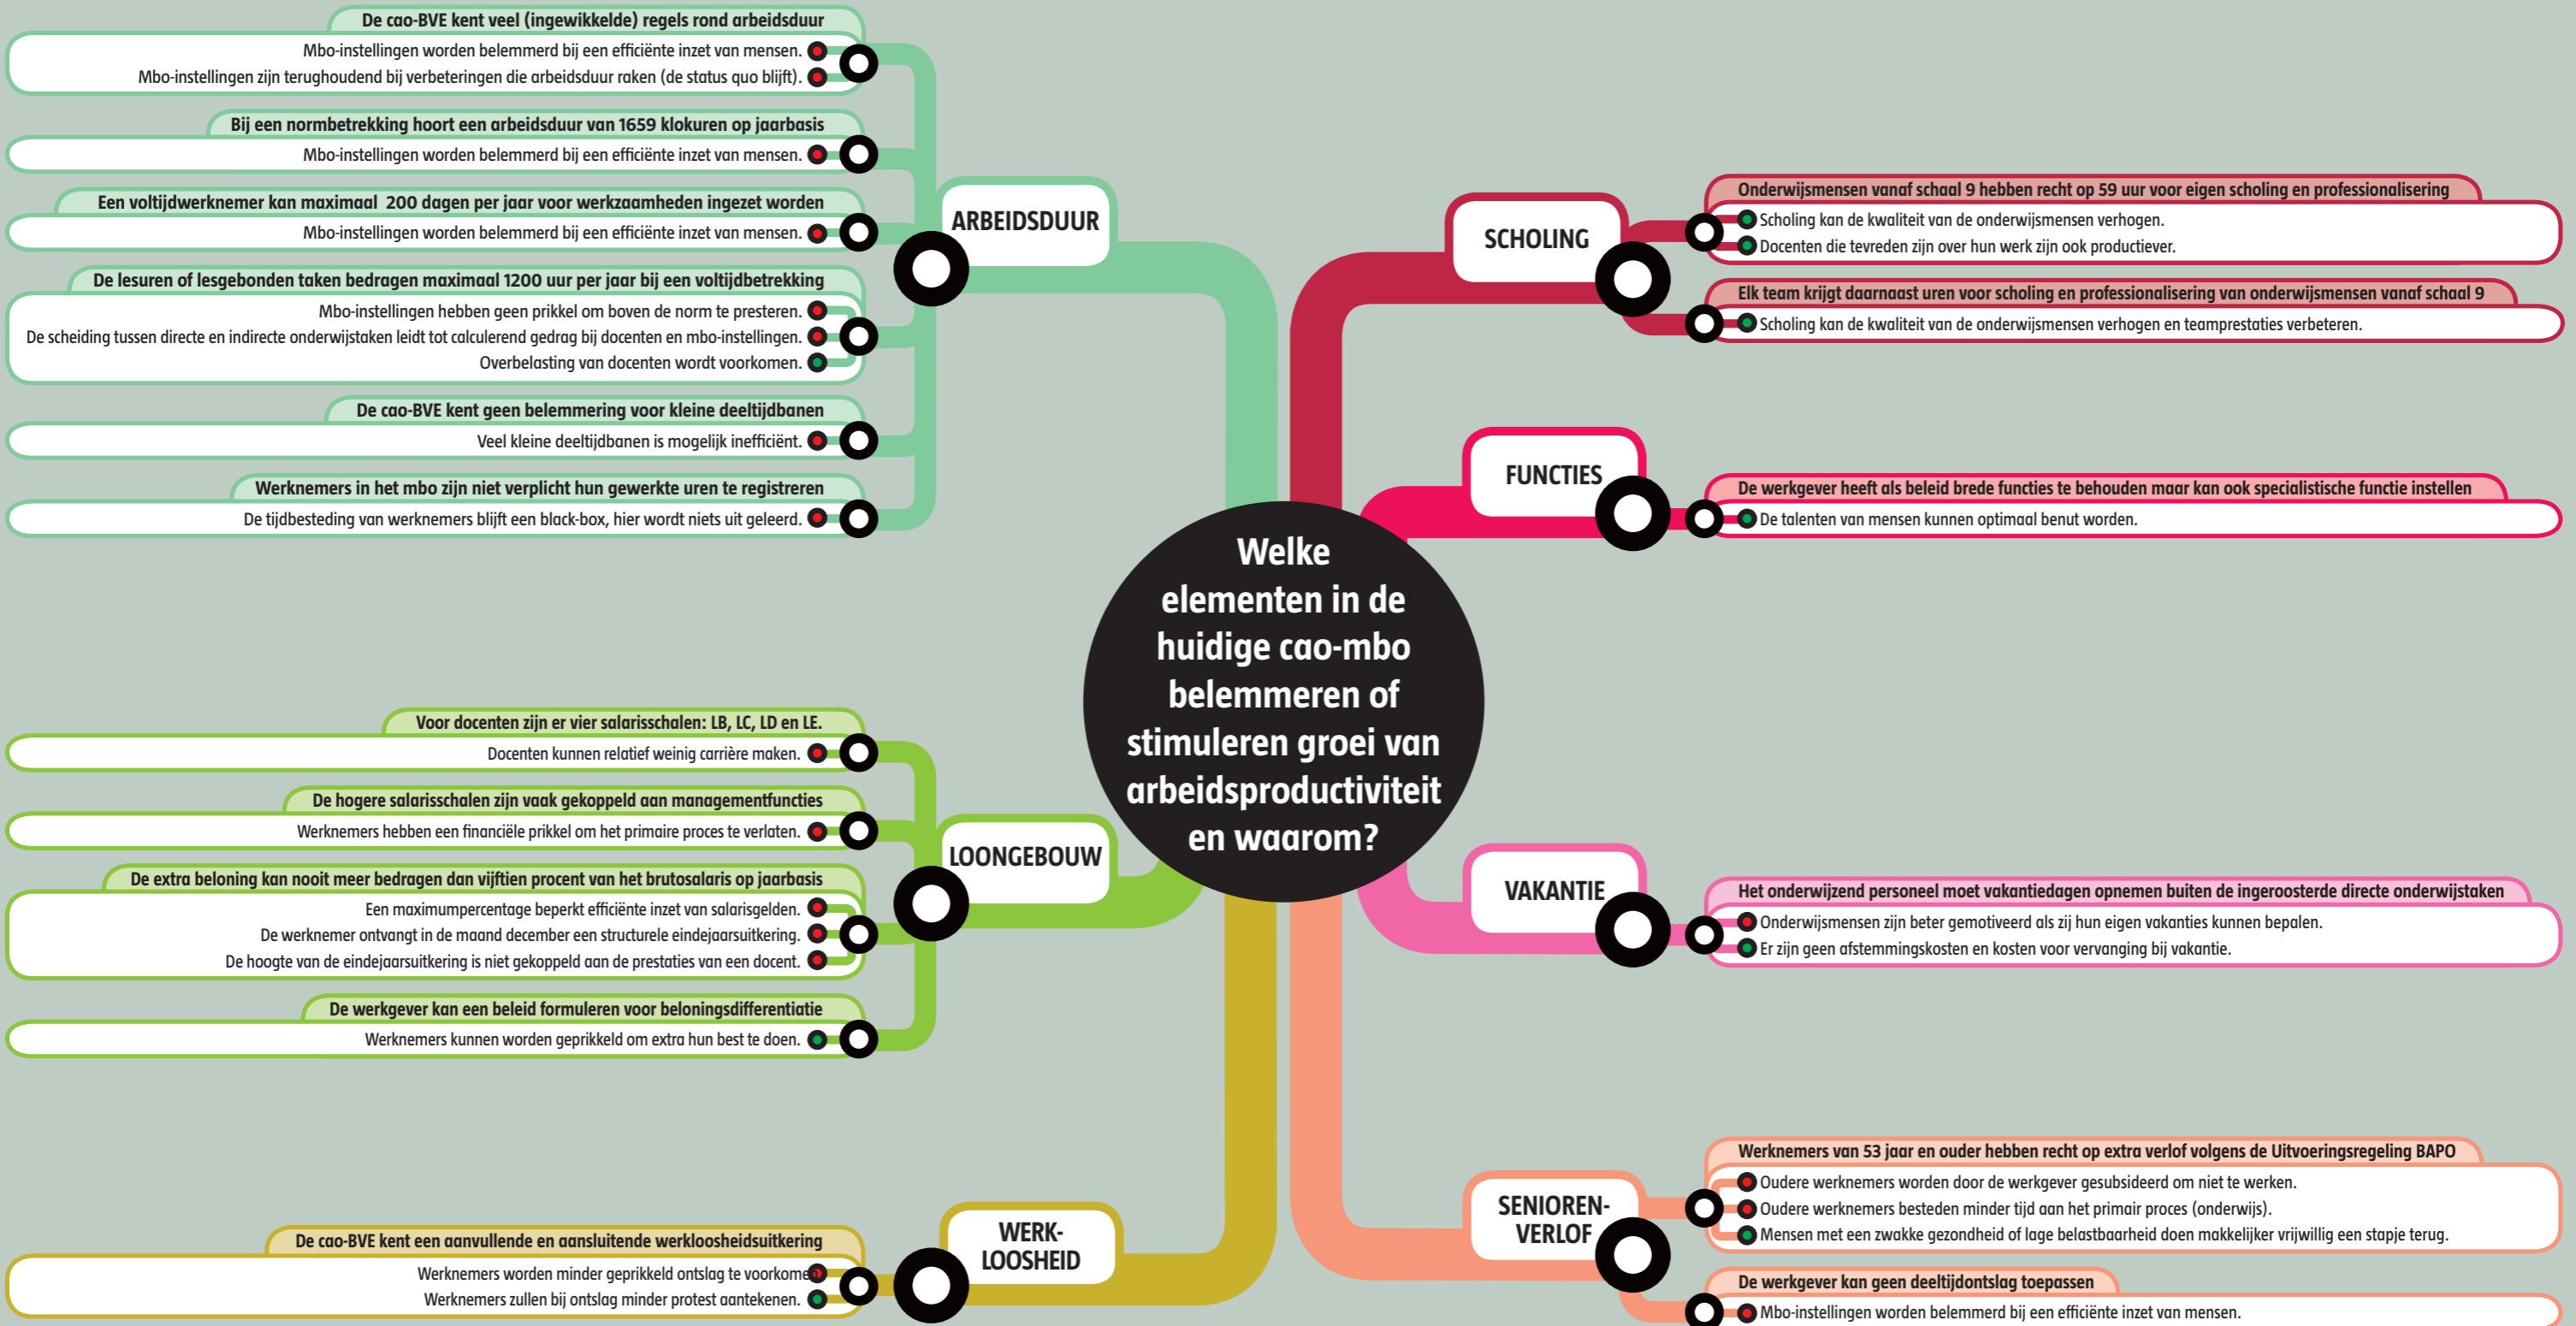 De cao-BVE kent veel (ingewikkelde) regels rond arbeidsduur
Mbo-instellingen worden belemmerd bij een efficiënte inzet van mensen.
Mbo-instellingen zijn terughoudend bij verbeteringen die arbeidsduur raken (de status quo blijft).
Bij een normbetrekking hoort een arbeidsduur van 1659 klokuren op jaarbasis
Mbo-instellingen worden belemmerd bij een efficiënte inzet van mensen.
Een voltijdwerknemer kan maximaal 200 dagen per jaar voor werkzaamheden ingezet worden
Mbo-instellingen worden belemmerd bij een efficiënte inzet van mensen.
De lesuren of lesgebonden taken bedragen maximaal 1200 uur per jaar bij een voltijdbetrekking
Mbo-instellingen hebben geen prikkel om boven de norm te presteren.
De scheiding tussen directe en indirecte onderwijstaken leidt tot calculerend gedrag bij docenten en mbo-instellingen.
Overbelasting van docenten wordt voorkomen.
De cao-BVE kent geen belemmering voor kleine deeltijdbanen
Veel kleine deeltijdbanen is mogelijk inefficiënt.
Werknemers in het mbo zijn niet verplicht hun gewerkte uren te registreren
De tijdbesteding van werknemers blijft een black-box, hier wordt niets uit geleerd.
ARBEIDSDUUR
Voor docenten zijn er vier salarisschalen: LB, LC, LD en LE.
Docenten kunnen relatief weinig carrière maken.
De hogere salarisschalen zijn vaak gekoppeld aan managementfuncties
Werknemers hebben een financiële prikkel om het primaire proces te verlaten.
De extra beloning kan nooit meer bedragen dan vijftien procent van het brutosalaris op jaarbasis
Een maximumpercentage beperkt efficiënte inzet van salarisgelden.
De werknemer ontvangt in de maand december een structurele eindejaarsuitkering.
De hoogte van de eindejaarsuitkering is niet gekoppeld aan de prestaties van een docent.
De werkgever kan een beleid formuleren voor beloningsdifferentiatie
Werknemers kunnen worden geprikkeld om extra hun best te doen.
LOONGEBOUW
De cao-BVE kent een aanvullende en aansluitende werkloosheidsuitkering
Werknemers worden minder geprikkeld ontslag te voorkomen
Werknemers zullen bij ontslag minder protest aantekenen.
WERK-
LOOSHEID
Welke
elementen in de
huidige cao-mbo
belemmeren of
stimuleren groei van
arbeidsproductiviteit
en waarom?
SCHOLING
Onderwijsmensen vanaf schaal 9 hebben recht op 59 uur voor eigen scholing en professionalisering
Scholing kan de kwaliteit van de onderwijsmensen verhogen.
Docenten die tevreden zijn over hun werk zijn ook productiever.
Elk team krijgt daarnaast uren voor scholing en professionalisering van onderwijsmensen vanaf schaal 9
Scholing kan de kwaliteit van de onderwijsmensen verhogen en teamprestaties verbeteren.
FUNCTIES
De werkgever heeft als beleid brede functies te behouden maar kan ook specialistische functie instellen
De talenten van mensen kunnen optimaal benut worden.
VAKANTIE
Het onderwijzend personeel moet vakantiedagen opnemen buiten de ingeroosterde directe onderwijstaken
Onderwijsmensen zijn beter gemotiveerd als zij hun eigen vakanties kunnen bepalen.
Er zijn geen afstemmingskosten en kosten voor vervanging bij vakantie.
SENIOREN-
VERLOF
Werknemers van 53 jaar en ouder hebben recht op extra verlof volgens de Uitvoeringsregeling BAPO
Oudere werknemers worden door de werkgever gesubsideerd om niet te werken.
Oudere werknemers besteden minder tijd aan het primair proces (onderwijs).
Mensen met een zwakke gezondheid of lage belastbaarheid doen makkelijker vrijwillig een stapje terug.
De werkgever kan geen deeltijdontslag toepassen
Mbo-instellingen worden belemmerd bij een efficiënte inzet van mensen.